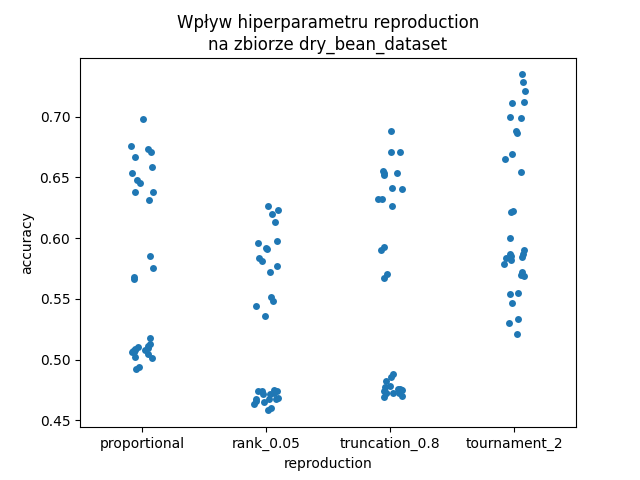 Wpływ hiperparametru reproduction
na zbiorze dry_bean_dataset
accuracy
0.70
0.65
0.60
0.55
0.50
0.45
proportional
rank_0.05
truncation_0.8
tournament_2
reproduction